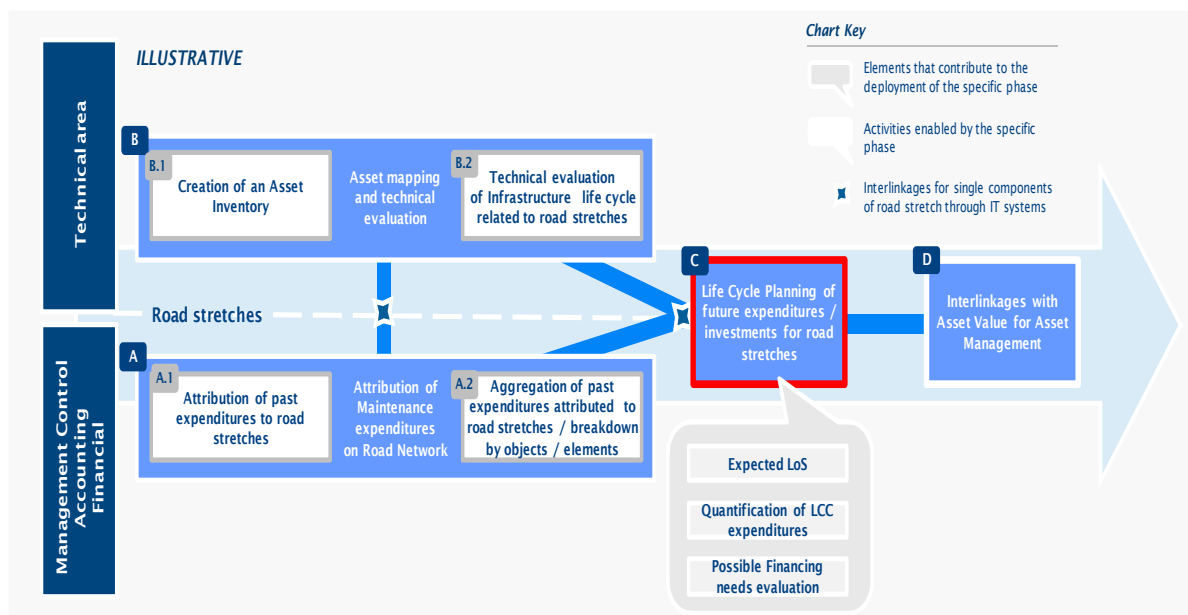 ILLUSTRATIVE
Chart Key
Elements that contribute to the
deployment of the specific phase
Activities enabled by the specific
phase
Interlinkages for single components
of road stretch through IT systems
Technical area
B
B.1
Creation of an Asset
Inventory
Asset mapping
and technical
evaluation
B.2
Technical evaluation
of Infrastructure life cycle
related to road stretches
Road stretches
C
Life Cycle Planning of
future expenditures /
investments for road
stretches
D
Interlinkages with
Asset Value for Asset
Management
Management Control
Accounting
Financial
A
A.1
Attribution of past
expenditures to road
stretches
Attribution of
Maintenance
expenditures
on Road Network
A.2
Aggregation of past
expenditures attributed to
road stretches / breakdown
by objects / elements
Expected LoS
Quantification of LCC
expenditures
Possible Financing
needs evaluation